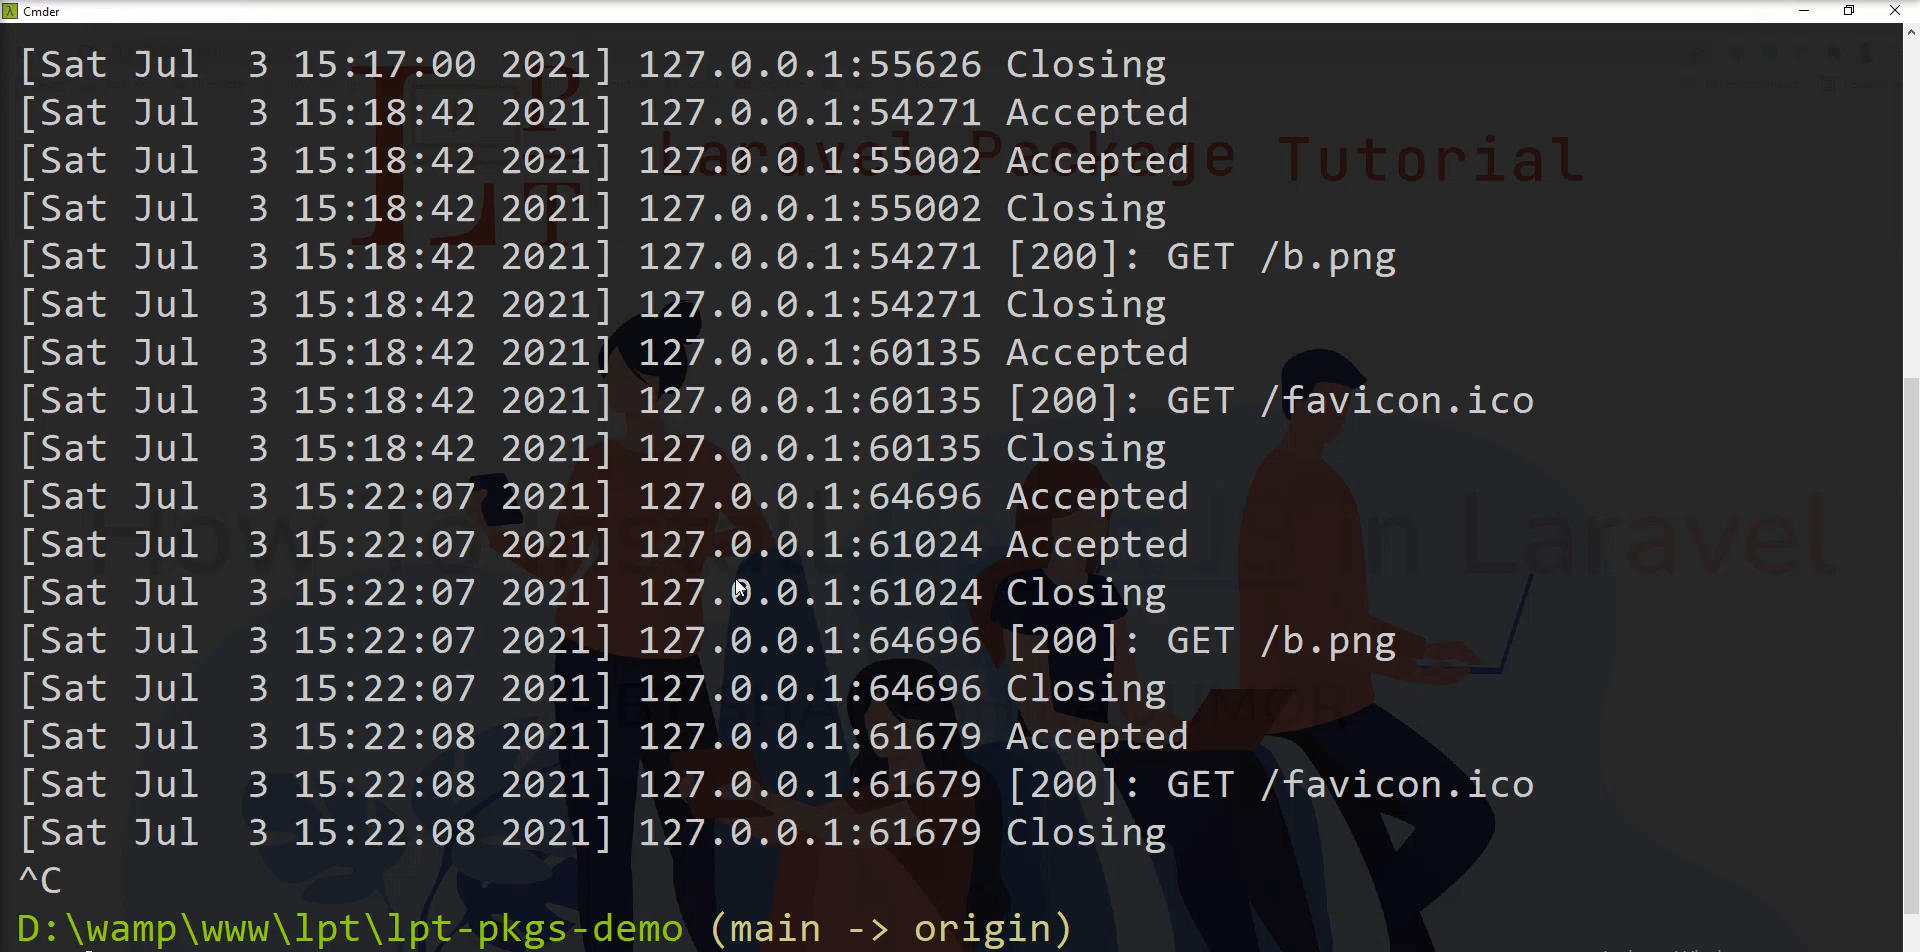 Cmder
[Sat Jul  3 15:17:00 2021] 127.0.0.1:55626 Closing
[Sat Jul  3 15:18:42 2021] 127.0.0.1:54271 Accepted
Laravel Package Tutorial
[Sat Jul  3 15:18:42 2021] 127.0.0.1:55002 Accepted
[Sat Jul  3 15:18:42 2021] 127.0.0.1:55002 Closing
[Sat Jul  3 15:18:42 2021] 127.0.0.1:54271 [200]: GET /b.png
[Sat Jul  3 15:18:42 2021] 127.0.0.1:54271 Closing
[Sat Jul  3 15:18:42 2021] 127.0.0.1:60135 Accepted
[Sat Jul  3 15:18:42 2021] 127.0.0.1:60135 [200]: GET /favicon.ico
[Sat Jul  3 15:18:42 2021] 127.0.0.1:60135 Closing
[Sat Jul  3 15:22:07 2021] 127.0.0.1:64696 Accepted
How To Install in Laravel
[Sat Jul  3 15:22:07 2021] 127.0.0.1:61024 Accepted
[Sat Jul  3 15:22:07 2021] 127.0.0.1:61024 Closing
[Sat Jul  3 15:22:07 2021] 127.0.0.1:64696 [200]: GET /b.png
[Sat Jul  3 15:22:07 2021] 127.0.0.1:64696 Closing
[Sat Jul  3 15:22:08 2021] 127.0.0.1:61679 Accepted
[Sat Jul  3 15:22:08 2021] 127.0.0.1:61679 [200]: GET /favicon.ico
[Sat Jul  3 15:22:08 2021] 127.0.0.1:61679 Closing
^C
D:\wamp\www\lpt\lpt-pkgs-demo (main -> origin)